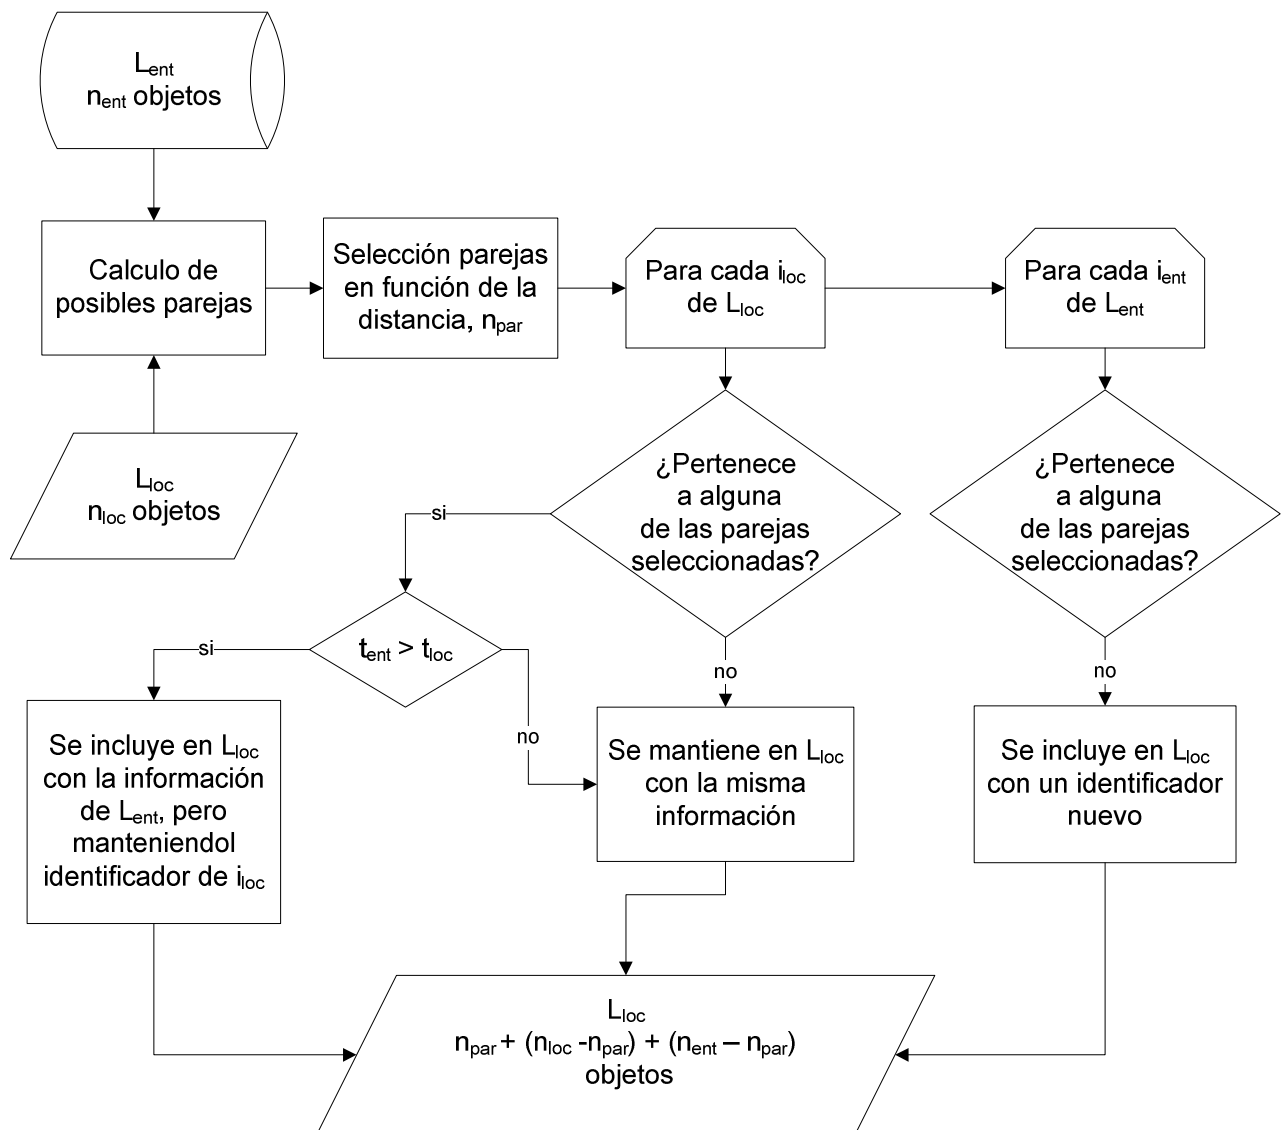 Lent
nent objetos
Calculo de
posibles parejas
Lloc
nloc objetos
Selección parejas
en función de la
distancia, npar
Para cada iloc
de Lloc
Para cada ient
de Lent
¿Pertenece
a alguna
de las parejas
seleccionadas?
¿Pertenece
a alguna
de las parejas
seleccionadas?
si
no
no
tent > tloc
si
no
Se incluye en Lloc
con la información
de Lent, pero
manteniendol
identificador de iloc
Se mantiene en Lloc
con la misma
información
Se incluye en Lloc
con un identificador
nuevo
Lloc
npar + (nloc -npar) + (nent – npar)
objetos